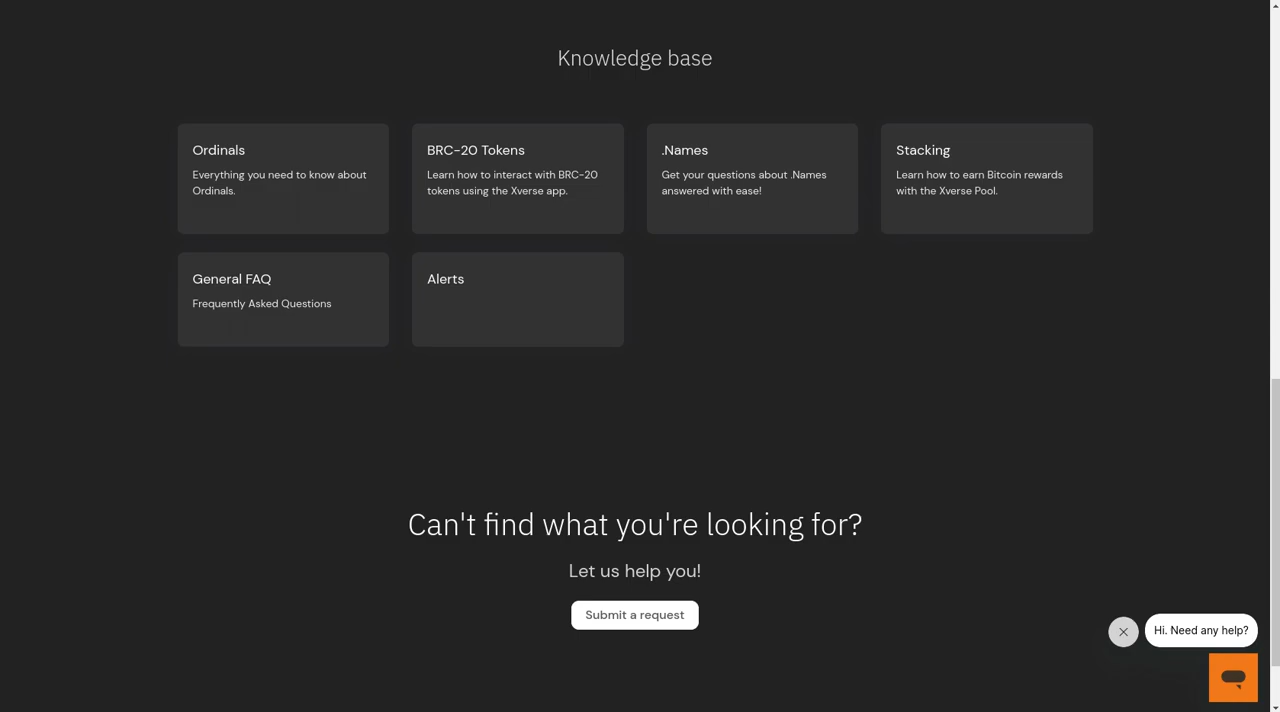 Knowledge base
Ordinals
Everything you need to know about
Ordinals.
BRC-20 Tokens
Learn how to interact with BRC-20
tokens using the Xverse app.
.Names
Get your questions about .Names
answered with ease!
Stacking
Learn how to earn Bitcoin rewards
with the Xverse Pool.
General FAQ
Frequently Asked Questions
Alerts
Can't find what you're looking for?
Let us help you!
Submit a request
Hi. Need any help?